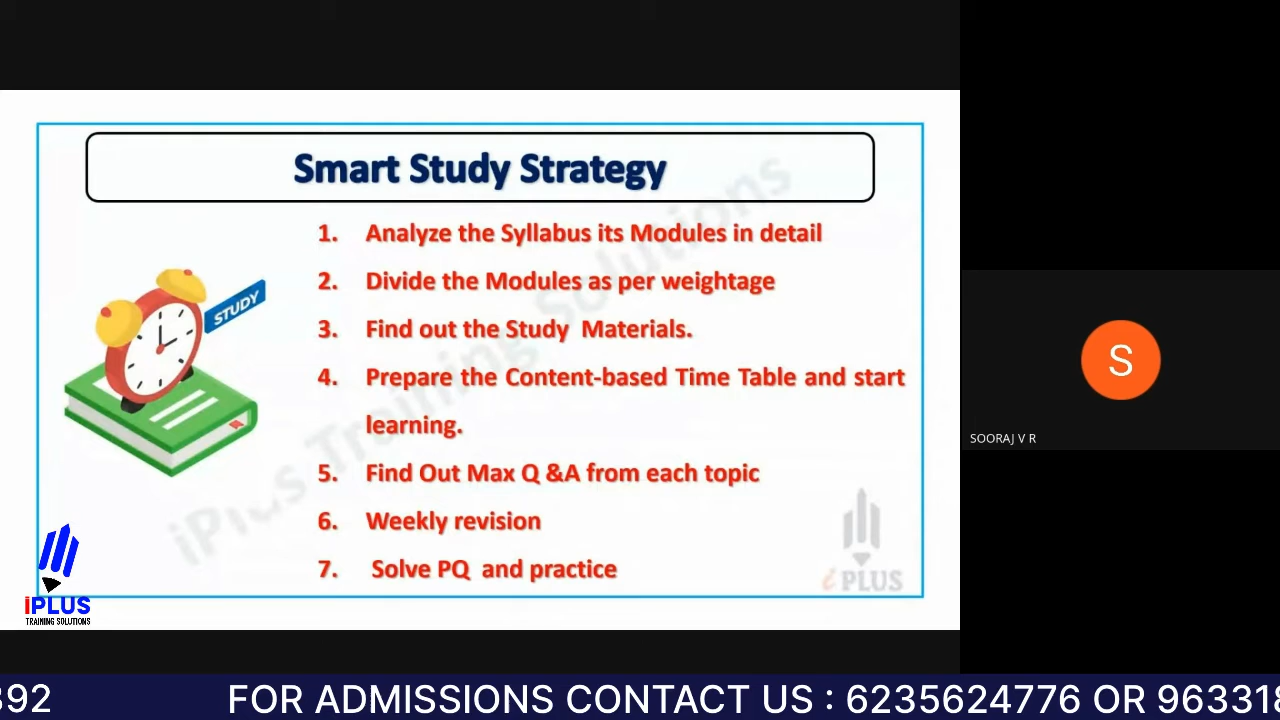 Smart Study Strategy
1. Analyze the Syllabus its Modules in detail
2. Divide the Modules as per weightage
3. Find out the Study Materials.
4. Prepare the Content-based Time Table and start
learning.
5. Find Out Max Q &A from each topic
6. Weekly revision
7. Solve PQ and practice
STUDY
iPlus Training Solutions
i PLUS
iPLUS
TRAINING SOLUTIONS
S
SOORAJ V R
392 FOR ADMISSIONS CONTACT US : 6235624776 OR 963318